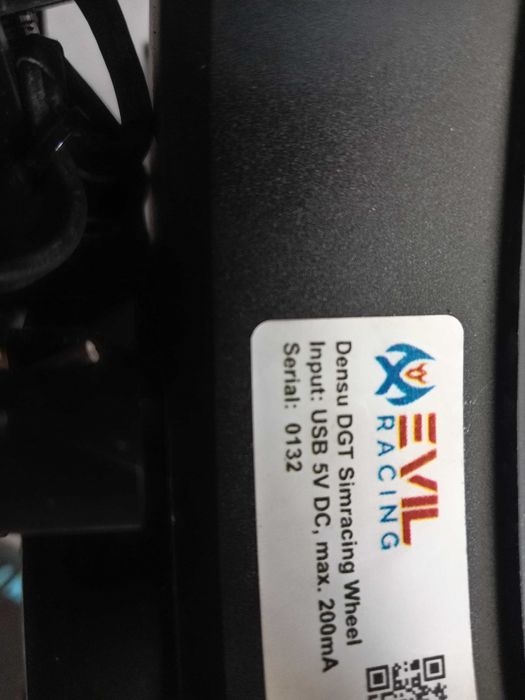 EVIL
RACING
Densu DGT Simracing Wheel
Input: USB 5V DC, max. 200mA
Serial: 0132